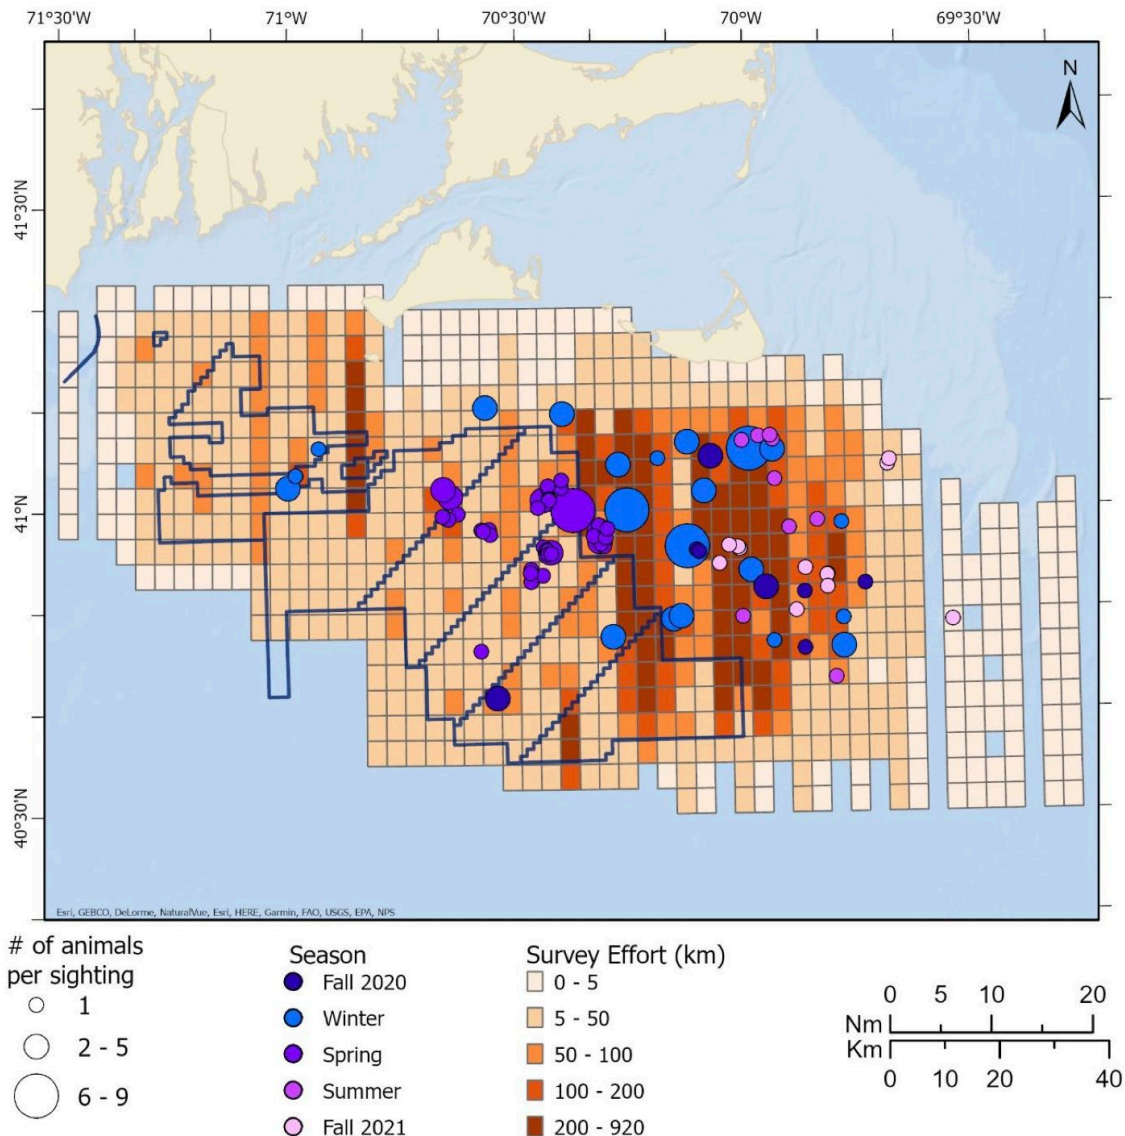 71°30'W 71°W 70°30'W 70°W 69°30'W
N
41°30'N
41°N
40°30'N
Esri, GEBCO, DeLorme, NaturalVue, Esri, HERE, Garmin, FAO, USGS, EPA, NPS
# of animals
per sighting
1
2 - 5
6 - 9
Season
Fall 2020
Winter
Spring
Summer
Fall 2021
Survey Effort (km)
0 - 5
5 - 50
50 - 100
100 - 200
200 - 920
0 5 10 20
Nm
Km
0 10 20 40